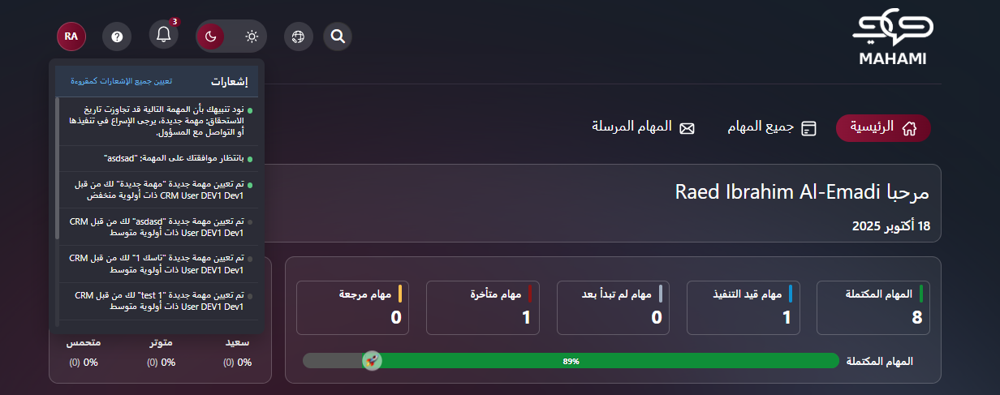 مهمتي
MAHAMI
3
RA
الرئيسية
جميع المهام
المهام المرسلة
إشعارات
تعيين جميع الإشعارات كمقروءة
نود تنبيهك بأن المهمة التالية قد تجاوزت تاريخ
الاستحقاق: مهمة جديدة، يرجى الإسراع في تنفيذها
أو التواصل مع المسؤول.
بانتظار موافقتك على المهمة: "asdsad"
تم تعيين مهمة جديدة "مهمة جديدة" لك من قبل
CRM User DEV1 Dev1 ذات أولوية منخفض
تم تعيين مهمة جديدة "asdasd" لك من قبل CRM
User DEV1 Dev1 ذات أولوية متوسط
تم تعيين مهمة جديدة "تاسك 1" لك من قبل CRM
User DEV1 Dev1 ذات أولوية متوسط
تم تعيين مهمة جديدة "test 1" لك من قبل CRM
User DEV1 Dev1 ذات أولوية متوسط
مرحبا Raed Ibrahim Al-Emadi
18 أكتوبر 2025
المهام المكتملة
8
مهام قيد التنفيذ
1
مهام لم تبدأ بعد
0
مهام متأخرة
1
مهام مرجعة
0
المهام المكتملة
89%
سعيد
0% (0)
متوتر
0% (0)
متحمس
0% (0)